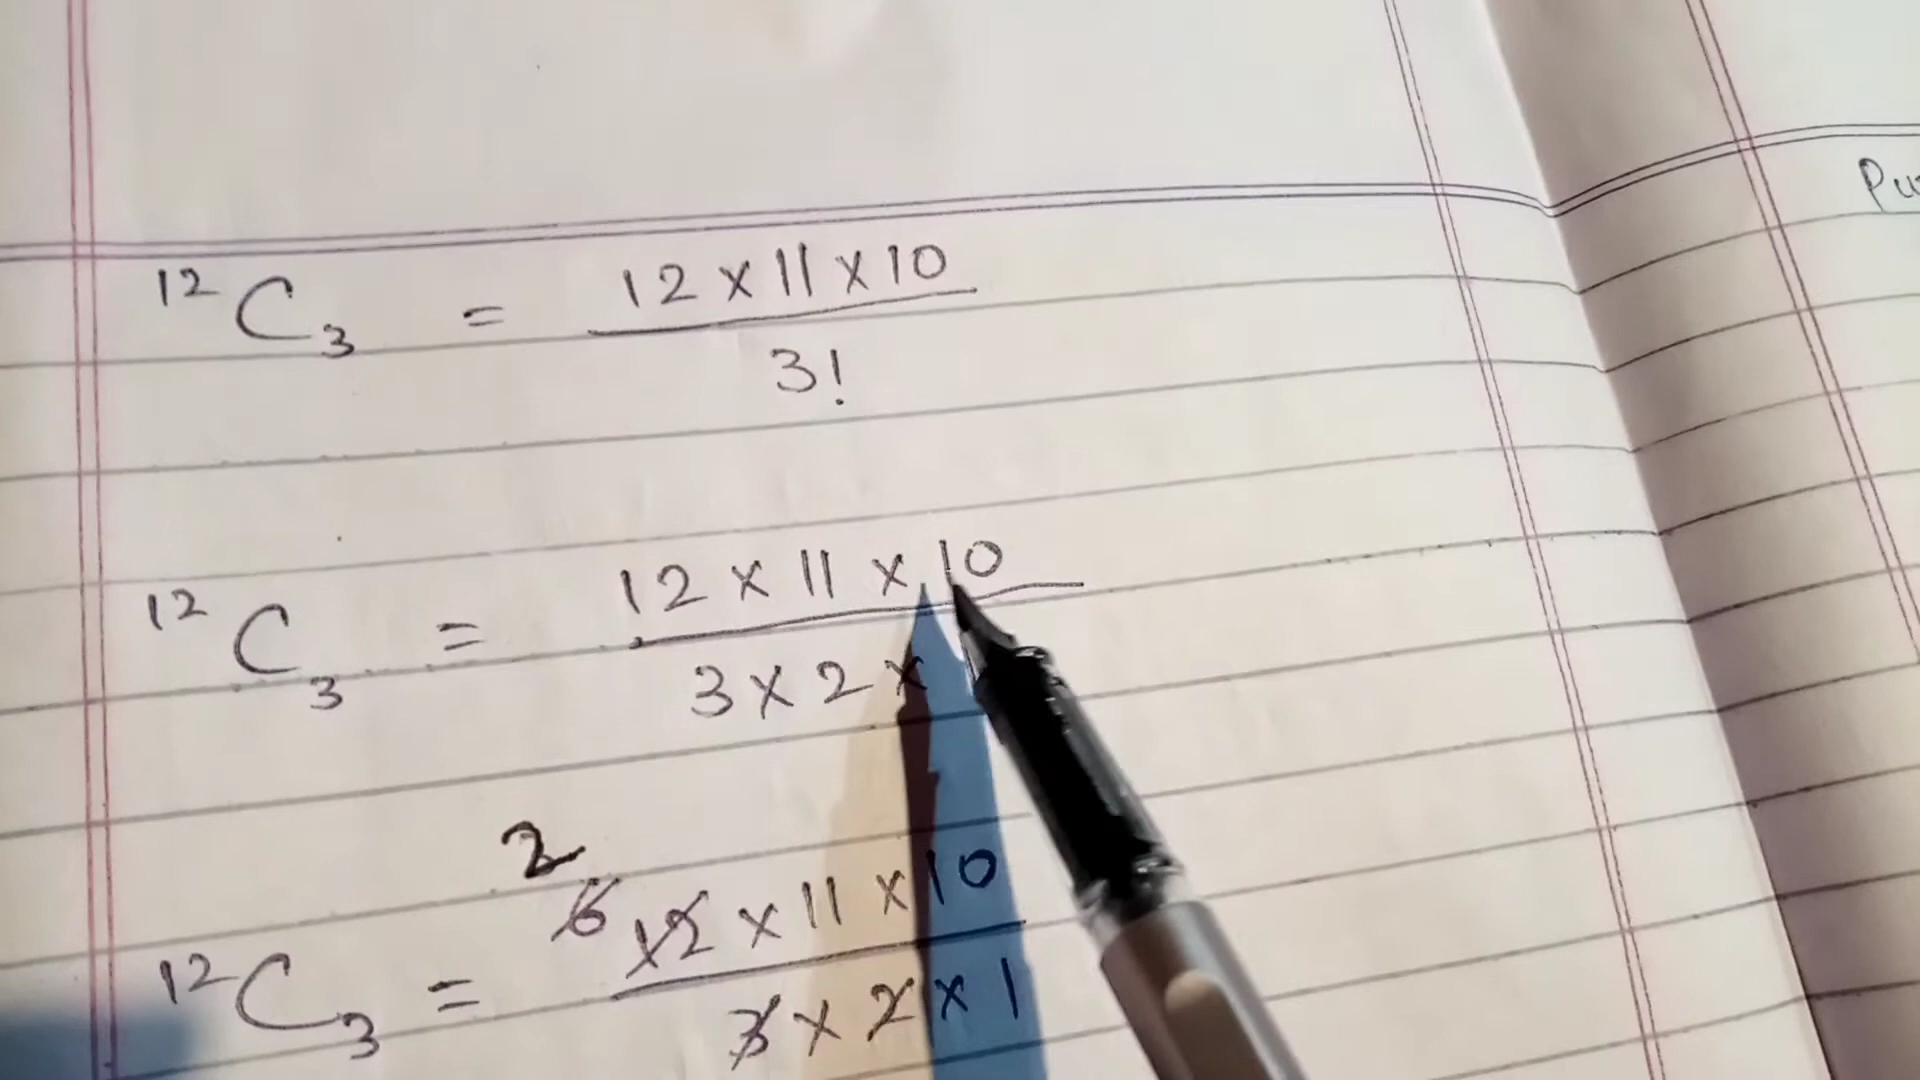 ¹²C₃ = 12 × 11 × 10
3!
¹²C₃ = 12 × 11 × 10
3 × 2 ×
2
6 12 × 11 × 10
¹²C₃ =
3 × 2 × 1